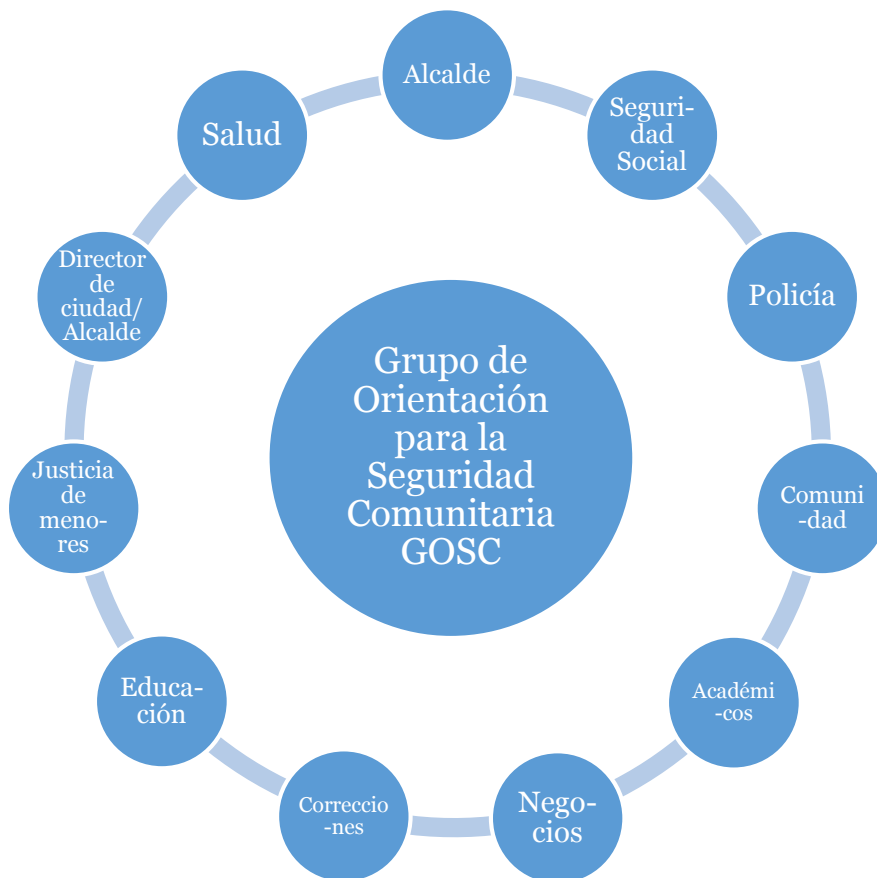 Alcalde
Seguri-
dad
Social
Policía
Comuni
-dad
Académi
-cos
Nego-
cios
Correccio
-nes
Educa-
ción
Justicia
de
meno-
res
Director
de
ciudad/
Alcalde
Salud
Grupo de
Orientación
para la
Seguridad
Comunitaria
GOSC